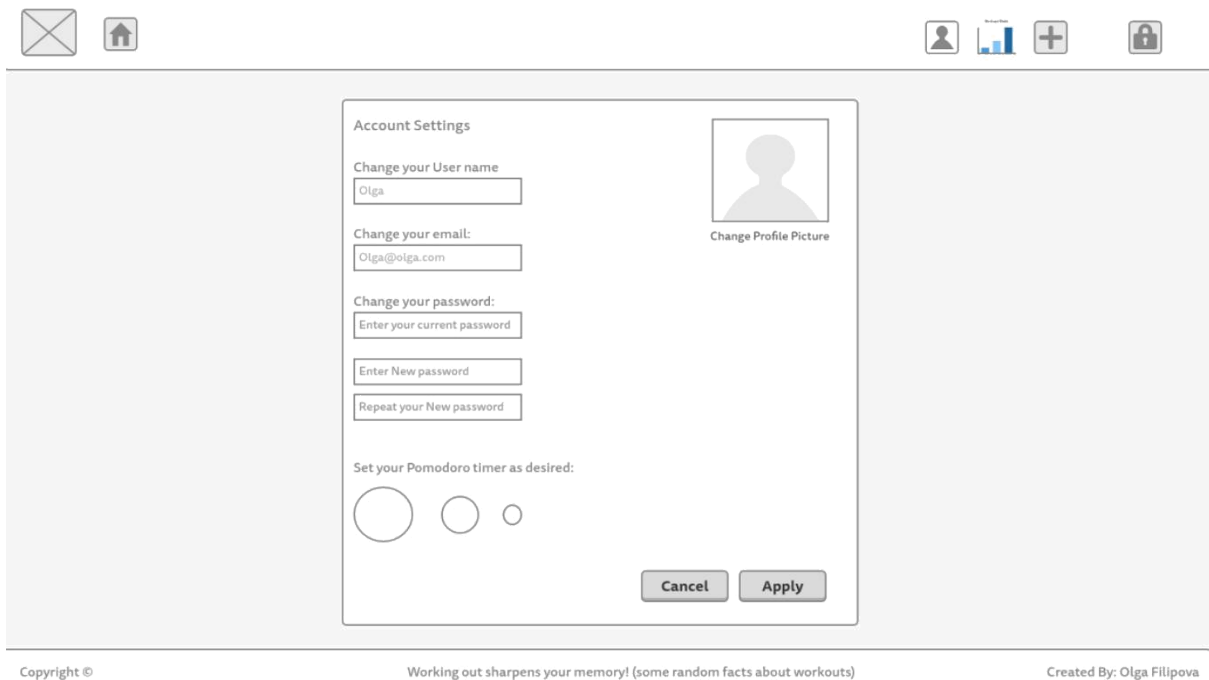 Account Settings
Change your User name
Olga
Change your email:
Olga@olga.com
Change Profile Picture
Change your password:
Enter your current password
Enter New password
Repeat your New password
Set your Pomodoro timer as desired:
Cancel
Apply
Copyright ©
Working out sharpens your memory! (some random facts about workouts)
Created By: Olga Filipova